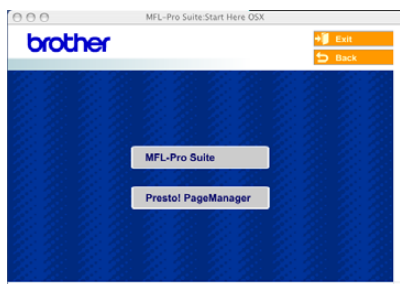 MFL-Pro Suite:Start Here OSX
brother
Exit
Back
MFL-Pro Suite
Presto! PageManager